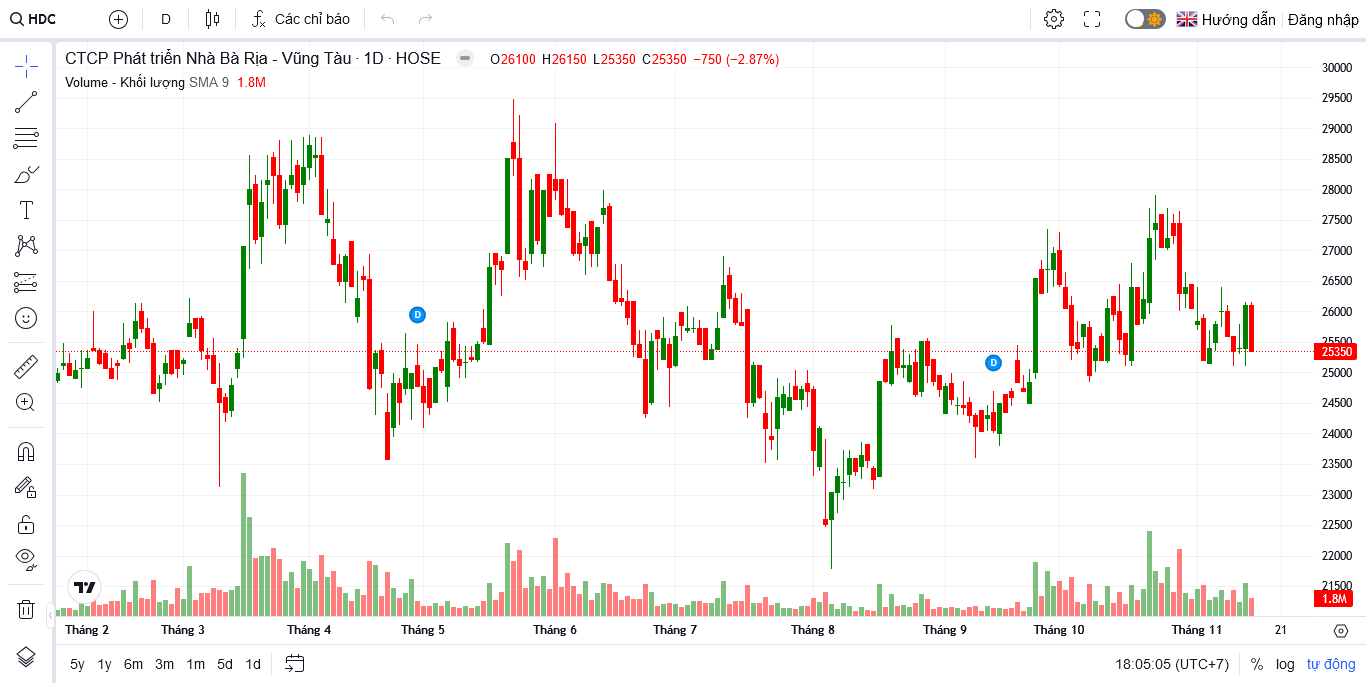 HDC D Các chỉ báo Hướng dẫn Đăng nhập
CTCP Phát triển Nhà Bà Rịa - Vũng Tàu · 1D · HOSE O26100 H26150 L25350 C25350 −750 (−2.87%)
Volume - Khối lượng SMA 9 1.8M
30000
29500
29000
28500
28000
27500
27000
26500
26000
25500
25350
25000
24500
24000
23500
23000
22500
22000
21500
1.8M
D
D
Tháng 2 Tháng 3 Tháng 4 Tháng 5 Tháng 6 Tháng 7 Tháng 8 Tháng 9 Tháng 10 Tháng 11 21
5y 1y 6m 3m 1m 5d 1d 18:05:05 (UTC+7) % log tự động